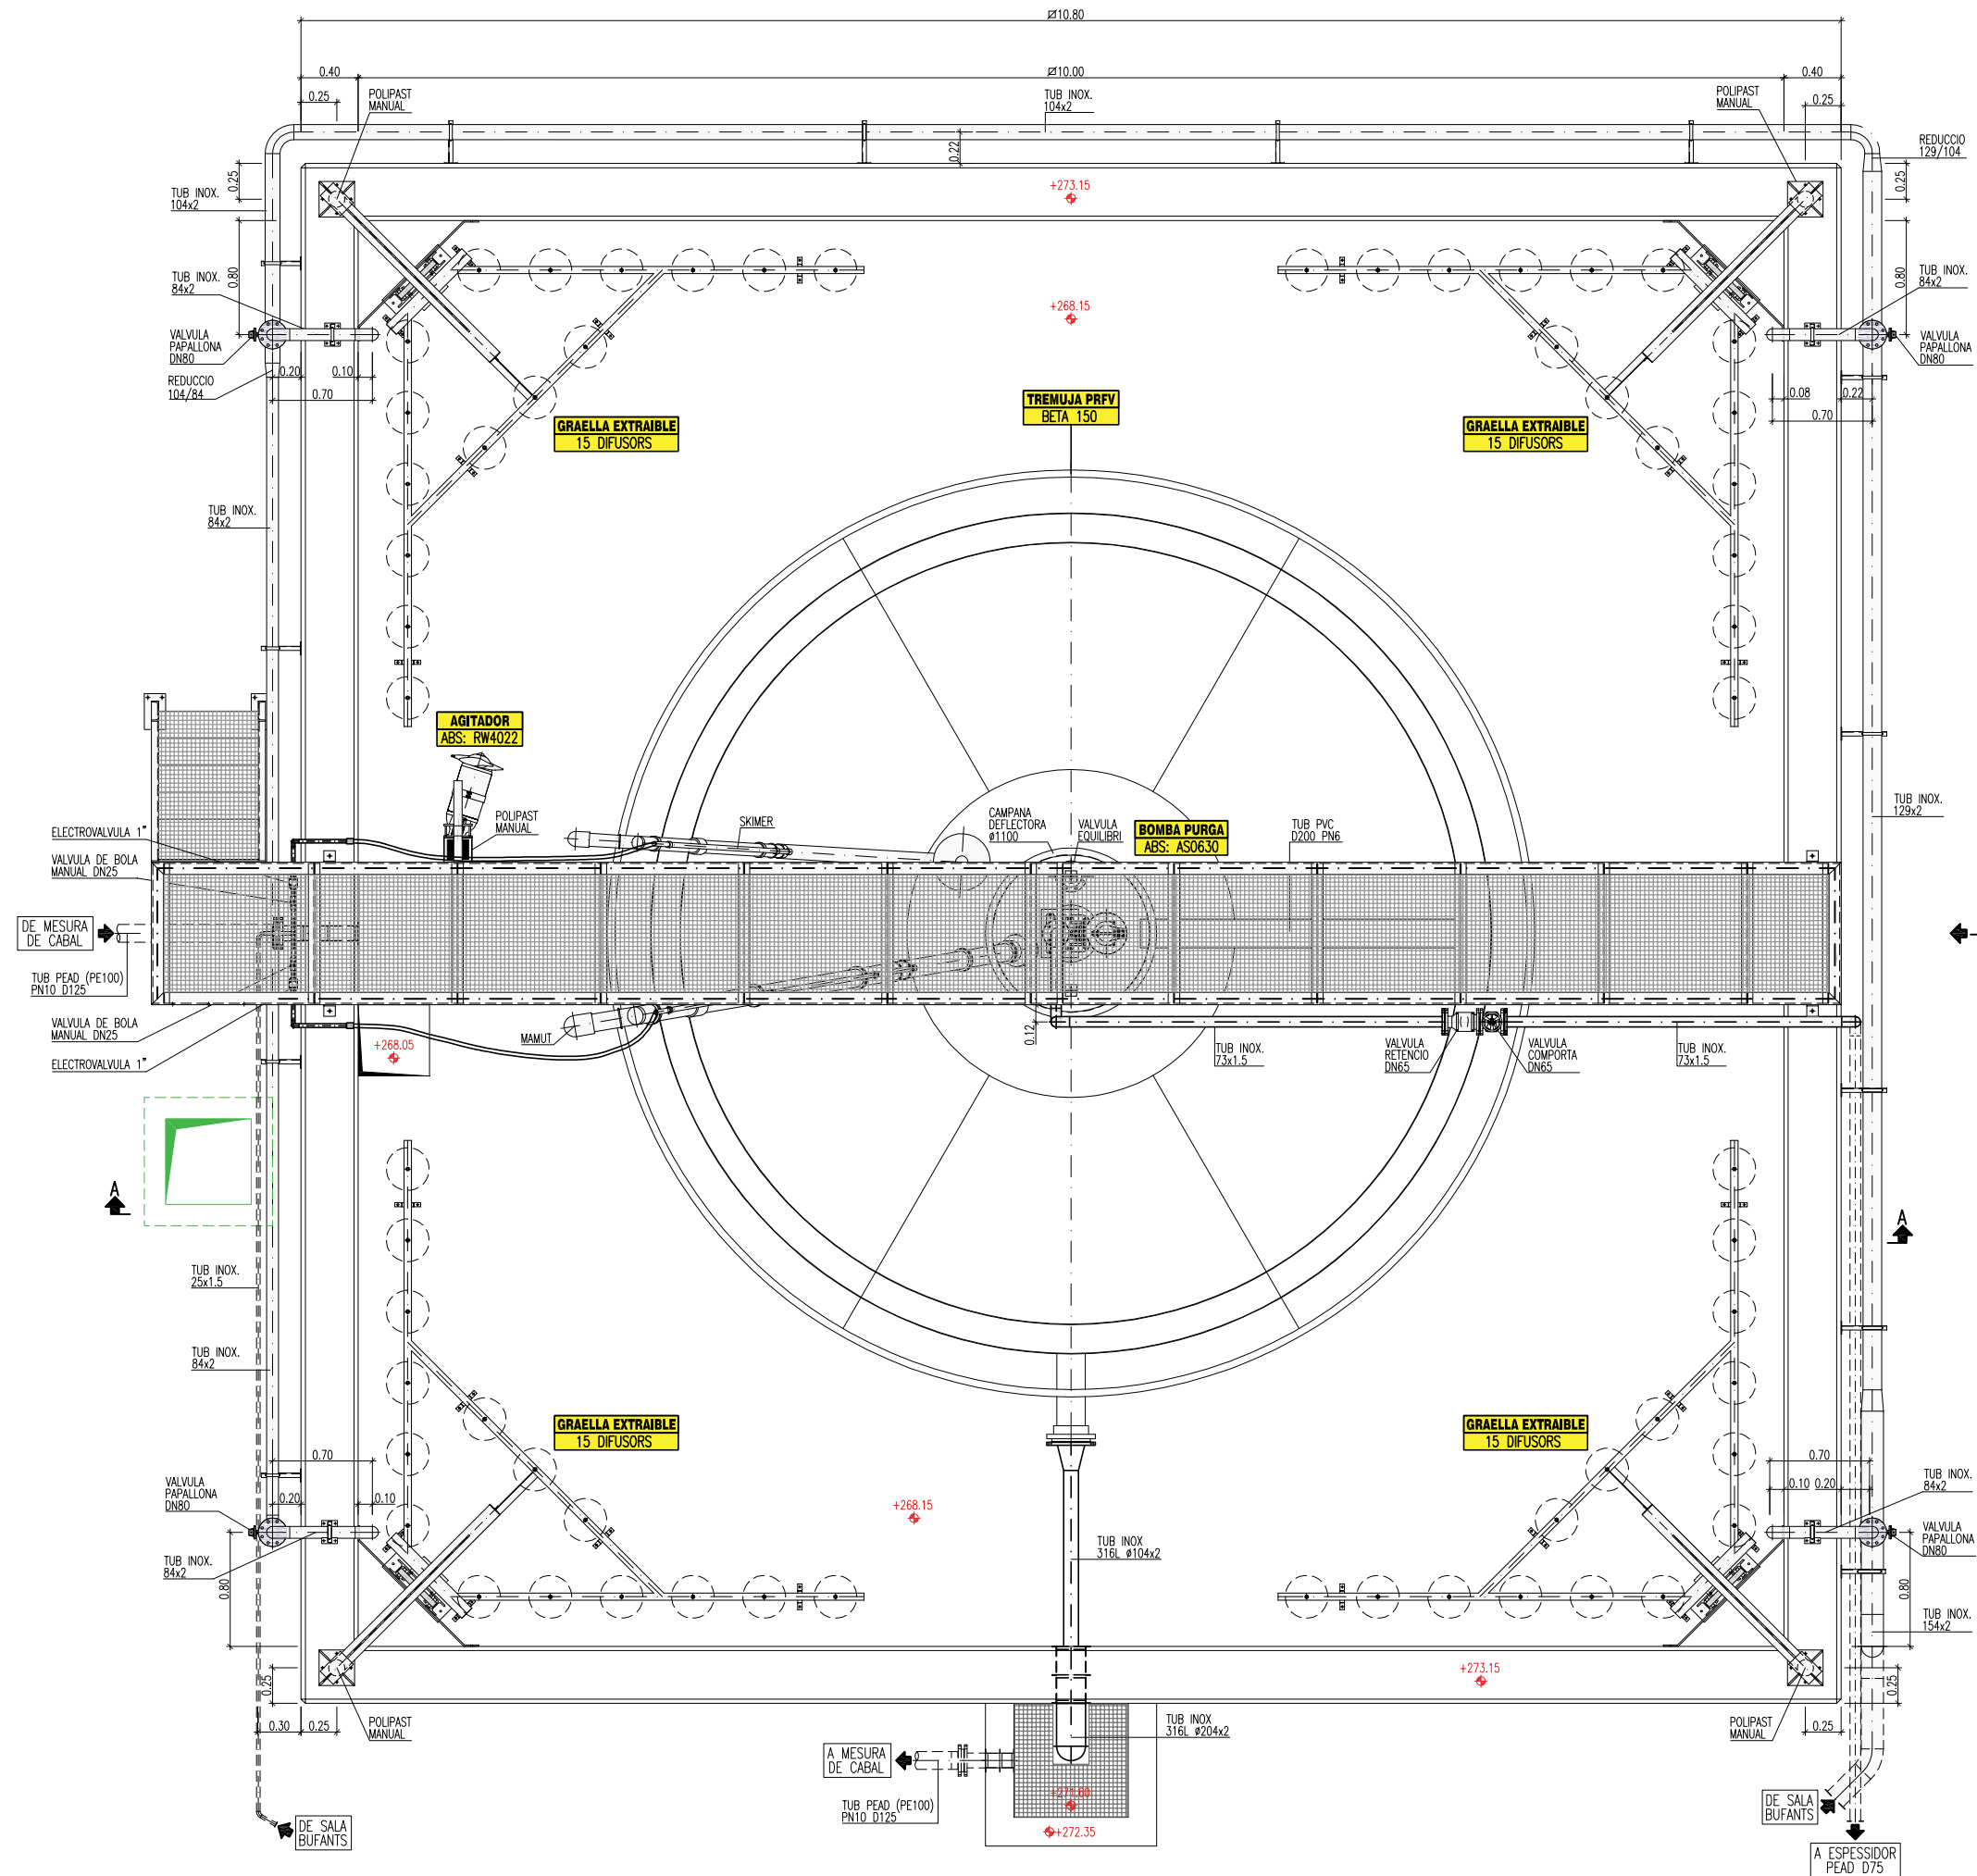 ⌀10.80
0.40
⌀10.00
0.40
0.25
POLIPAST
MANUAL
TUB INOX.
104x2
POLIPAST
MANUAL
0.25
REDUCCIO
129/104
0.22
0.25
TUB INOX.
104x2
+273.15
0.25
0.80
TUB INOX.
84x2
+268.15
0.80
TUB INOX.
84x2
VALVULA
PAPALLONA
DN80
VALVULA
PAPALLONA
DN80
REDUCCIO
104/84
0.20
0.10
0.70
0.08
0.22
0.70
TREMUJA PRFV
BETA 150
GRAELLA EXTRAIBLE
15 DIFUSORS
GRAELLA EXTRAIBLE
15 DIFUSORS
TUB INOX.
84x2
AGITADOR
ABS: RW4022
POLIPAST
MANUAL
SKIMER
CAMPANA
DEFLECTORA
ø1100
VALVULA
EQUILIBRI
BOMBA PURGA
ABS: AS0630
TUB PVC
D200 PN6
TUB INOX.
129x2
ELECTROVALVULA 1"
VALVULA DE BOLA
MANUAL DN25
DE MESURA
DE CABAL
TUB PEAD (PE100)
PN10 D125
VALVULA DE BOLA
MANUAL DN25
ELECTROVALVULA 1"
+268.05
MAMUT
0.12
TUB INOX.
73x1.5
VALVULA
RETENCIO
DN65
VALVULA
COMPORTA
DN65
TUB INOX.
73x1.5
A
A
TUB INOX.
25x1.5
TUB INOX.
84x2
GRAELLA EXTRAIBLE
15 DIFUSORS
GRAELLA EXTRAIBLE
15 DIFUSORS
0.70
0.20
0.10
VALVULA
PAPALLONA
DN80
TUB INOX.
84x2
0.80
0.70
0.10
0.20
TUB INOX.
84x2
VALVULA
PAPALLONA
DN80
0.80
+268.15
TUB INOX
316L ø104x2
TUB INOX.
154x2
+273.15
0.25
0.25
0.30
0.25
POLIPAST
MANUAL
TUB INOX
316L ø204x2
POLIPAST
MANUAL
0.25
A MESURA
DE CABAL
TUB PEAD (PE100)
PN10 D125
+271.60
+272.35
DE SALA
BUFANTS
DE SALA
BUFANTS
A ESPESSIDOR
PEAD D75